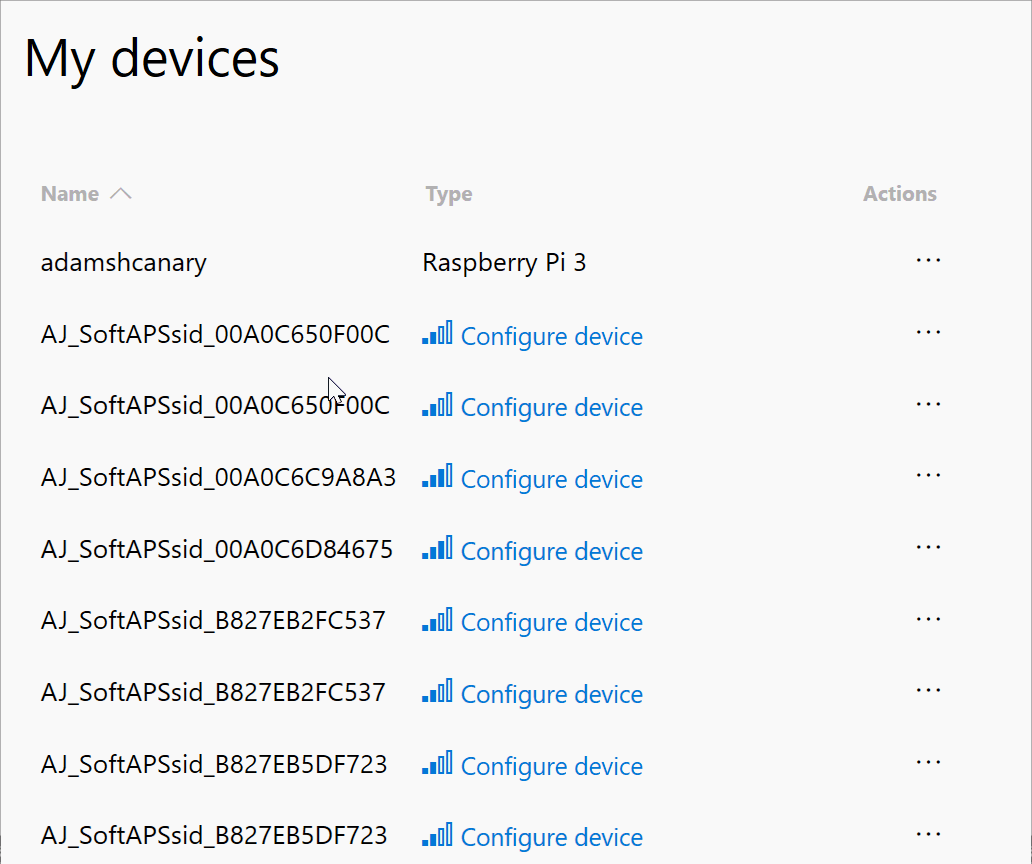 My devices
Name Type Actions
adamshcanary Raspberry Pi 3 ...
AJ_SoftAPSsid_00A0C650F00C Configure device ...
AJ_SoftAPSsid_00A0C650F00C Configure device ...
AJ_SoftAPSsid_00A0C6C9A8A3 Configure device ...
AJ_SoftAPSsid_00A0C6D84675 Configure device ...
AJ_SoftAPSsid_B827EB2FC537 Configure device ...
AJ_SoftAPSsid_B827EB2FC537 Configure device ...
AJ_SoftAPSsid_B827EB5DF723 Configure device ...
AJ_SoftAPSsid_B827EB5DF723 Configure device ...